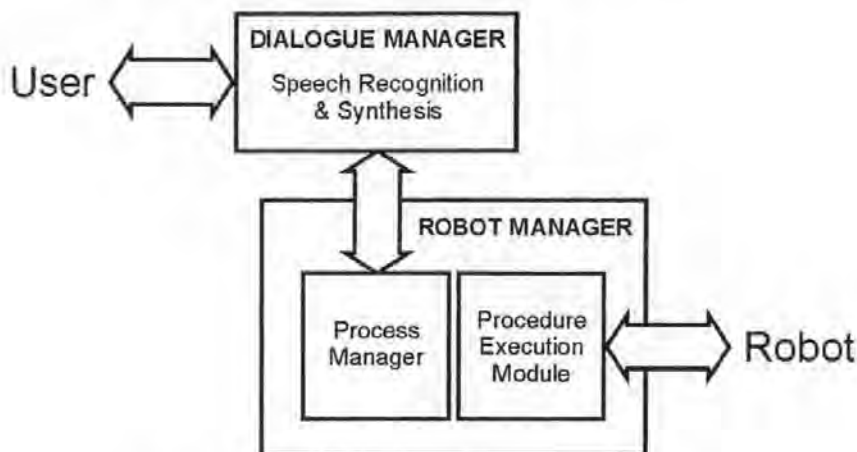 DIALOGUE MANAGER
User
Speech Recognition
& Synthesis
ROBOT MANAGER
Process
Manager
Procedure
Execution
Module
Robot